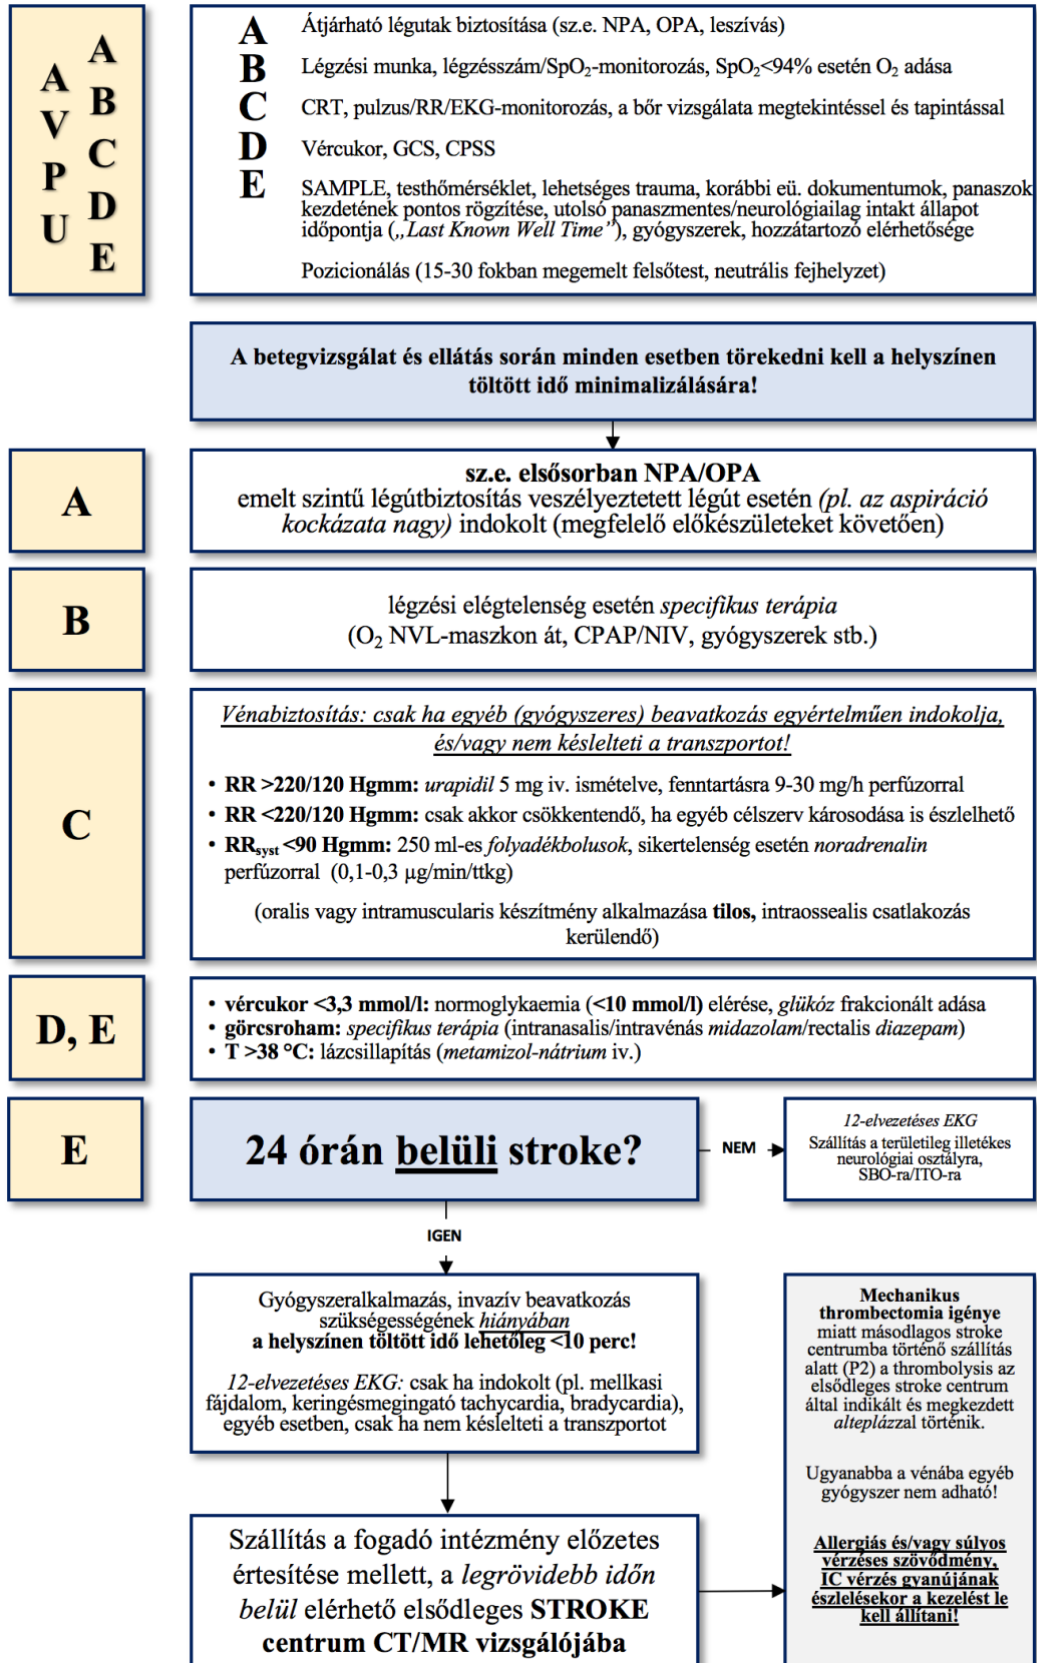 A
V
P
U
A
B
C
D
E
A Átjárható légutak biztosítása (sz.e. NPA, OPA, leszívás)
B Légzési munka, légzésszám/SpO₂-monitorozás, SpO₂<94% esetén O₂ adása
C CRT, pulzus/RR/EKG-monitorozás, a bőr vizsgálata megtekintéssel és tapintással
D Vércukor, GCS, CPSS
E SAMPLE, testhőmérséklet, lehetséges trauma, korábbi eü. dokumentumok, panaszok
kezdetének pontos rögzítése, utolsó panaszmentes/neurológiailag intakt állapot
időpontja („Last Known Well Time”), gyógyszerek, hozzátartozó elérhetősége
Pozicionálás (15-30 fokban megemelt felsőtest, neutrális fejhelyzet)
A betegvizsgálat és ellátás során minden esetben törekedni kell a helyszínen
töltött idő minimalizálására!
A
sz.e. elsősorban NPA/OPA
emelt szintű légútbiztosítás veszélyeztetett légút esetén (pl. az aspiráció
kockázata nagy) indokolt (megfelelő előkészületeket követően)
B
légzési elégtelenség esetén specifikus terápia
(O₂ NVL-maszkon át, CPAP/NIV, gyógyszerek stb.)
C
Vénabiztosítás: csak ha egyéb (gyógyszeres) beavatkozás egyértelműen indokolja,
és/vagy nem késlelteti a transzportot!
• RR >220/120 Hgmm: urapidil 5 mg iv. ismételve, fenntartásra 9-30 mg/h perfúzorral
• RR <220/120 Hgmm: csak akkor csökkentendő, ha egyéb célszerv károsodása is észlelhető
• RRsyst <90 Hgmm: 250 ml-es folyadékbolusok, sikertelenség esetén noradrenalin
perfúzorral (0,1-0,3 µg/min/ttkg)
(oralis vagy intramuscularis készítmény alkalmazása tilos, intraossealis csatlakozás
kerülendő)
D, E
• vércukor <3,3 mmol/l: normoglykaemia (<10 mmol/l) elérése, glükóz frakcionált adása
• görcsroham: specifikus terápia (intranasalis/intravénás midazolam/rectalis diazepam)
• T >38 °C: lázcsillapítás (metamizol-nátrium iv.)
E
24 órán belüli stroke?
NEM
12-elvezetéses EKG
Szállítás a területileg illetékes
neurológiai osztályra,
SBO-ra/ITO-ra
IGEN
Gyógyszeralkalmazás, invazív beavatkozás
szükségességének hiányában
a helyszínen töltött idő lehetőleg <10 perc!
12-elvezetéses EKG: csak ha indokolt (pl. mellkasi
fájdalom, keringésmegingató tachycardia, bradycardia),
egyéb esetben, csak ha nem késlelteti a transzportot
Szállítás a fogadó intézmény előzetes
értesítése mellett, a legrövidebb időn
belül elérhető elsődleges STROKE
centrum CT/MR vizsgálójába
Mechanikus
thrombectomia igénye
miatt másodlagos stroke
centrumba történő szállítás
alatt (P2) a thrombolysis az
elsődleges stroke centrum
által indikált és megkezdett
alteplázzal történik.
Ugyanabba a vénába egyéb
gyógyszer nem adható!
Allergiás és/vagy súlyos
vérzéses szövődmény,
IC vérzés gyanújának
észlelésekor a kezelést le
kell állítani!